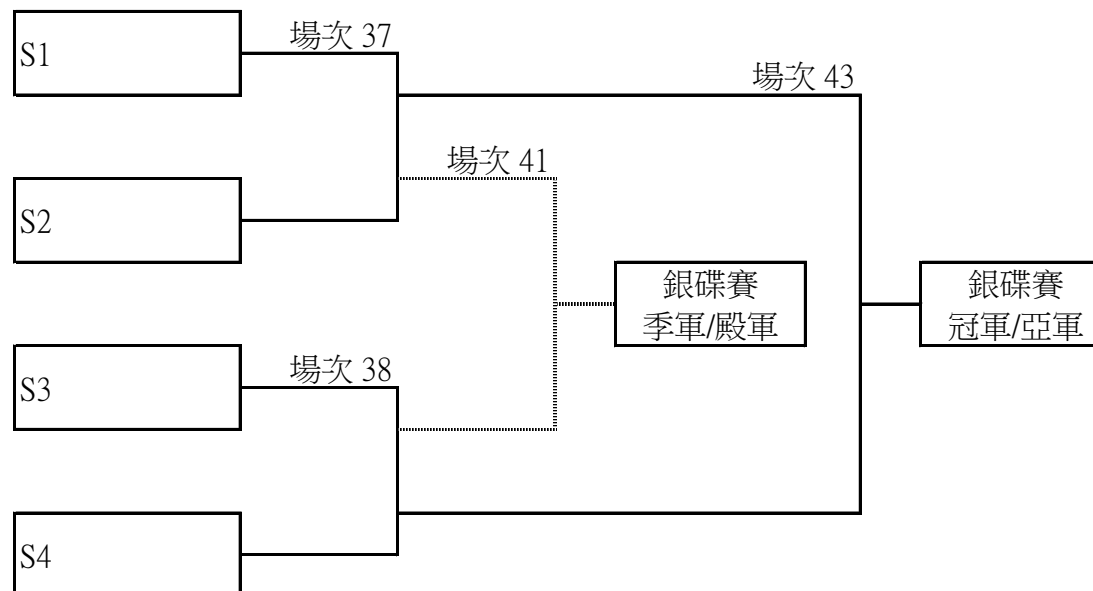 S1
場次 37
場次 43
場次 41
S2
銀碟賽
季軍/殿軍
銀碟賽
冠軍/亞軍
S3
場次 38
S4